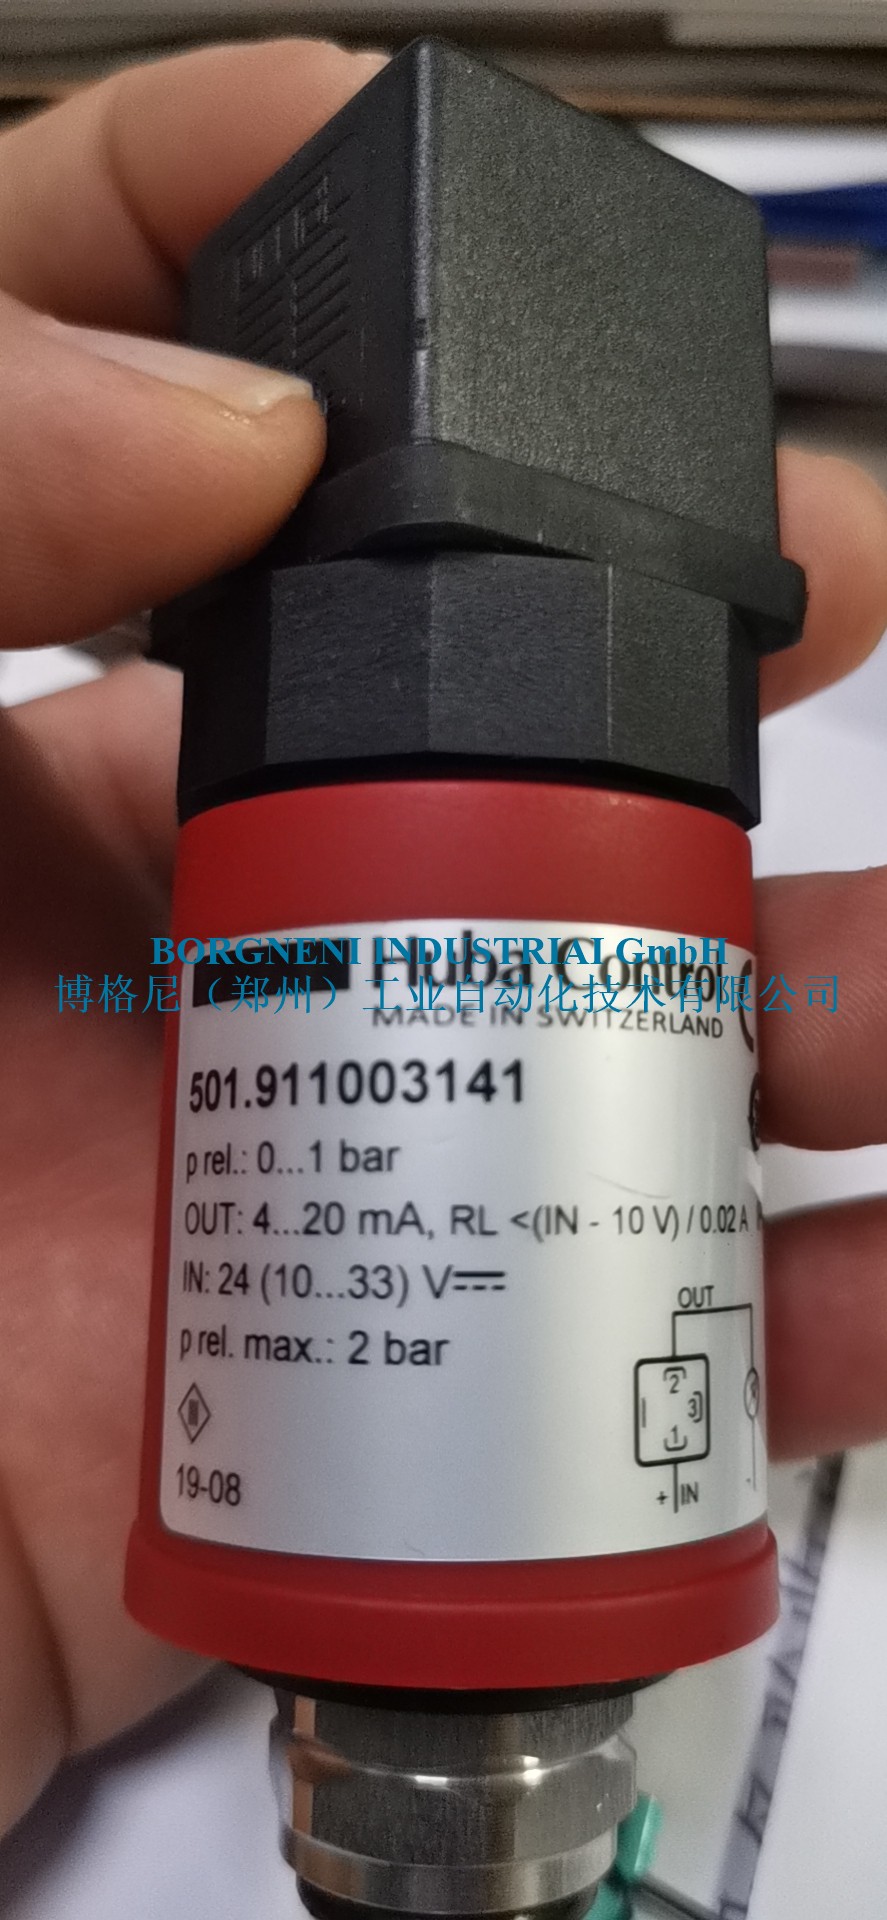 BORGNENI INDUSTRIAI GmbH
Huba Control
博格尼（郑州）工业自动化技术有限公司
MADE IN SWITZERLAND
501.911003141
p rel.: 0...1 bar
OUT: 4...20 mA, RL <(IN - 10 V) / 0.02 A
IN: 24 (10...33) V
p rel. max.: 2 bar
OUT
2
3
1
+ IN
-
19-08